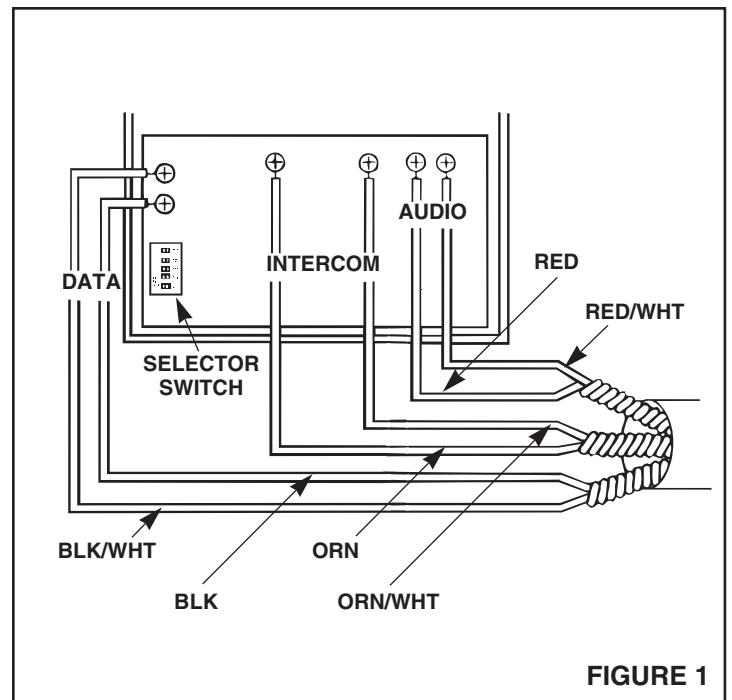 AUDIO
DATA
INTERCOM
RED
RED/WHT
SELECTOR
SWITCH
BLK/WHT
ORN
BLK
ORN/WHT
FIGURE 1